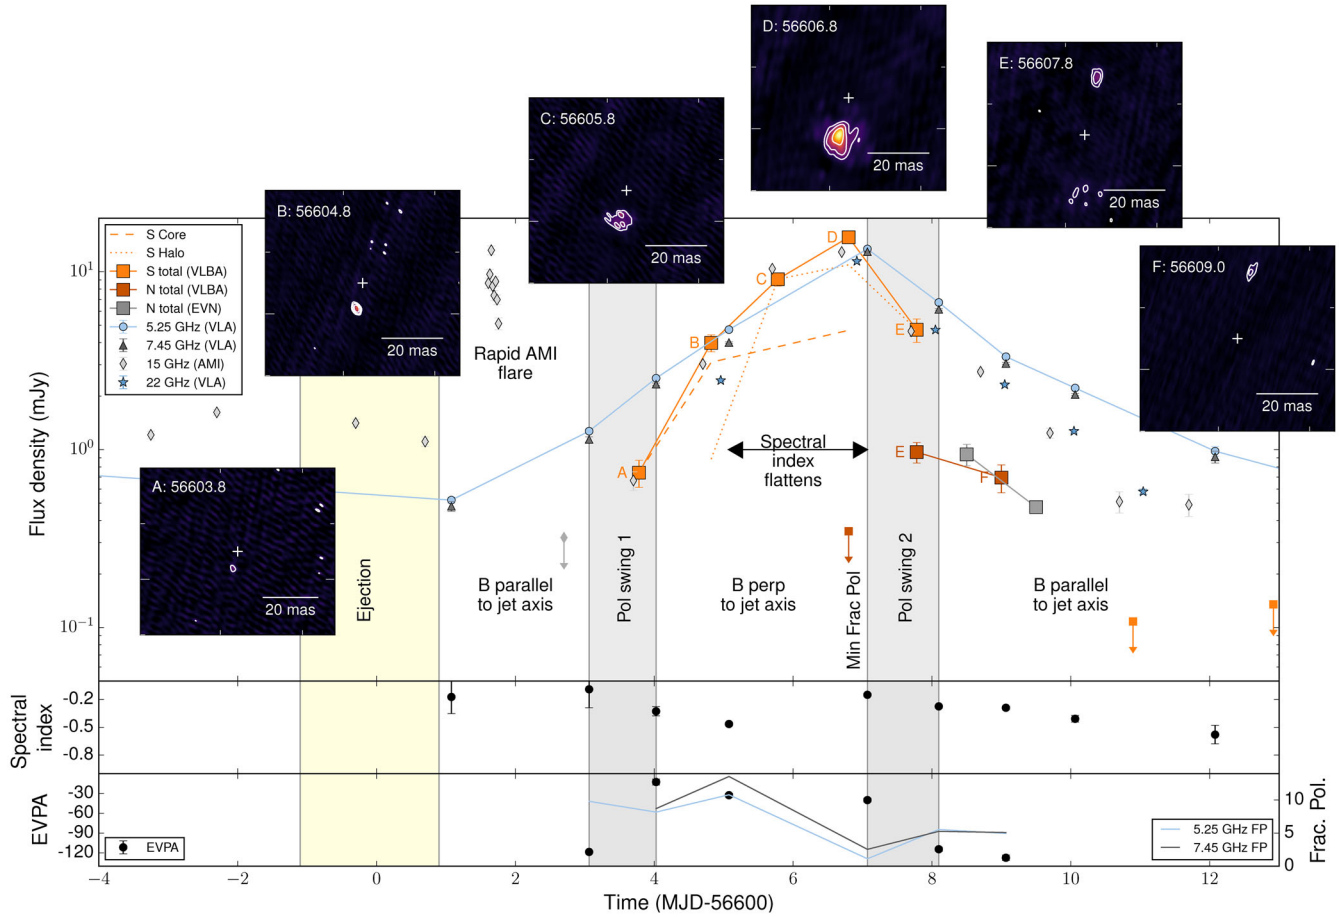 D: 56606.8
20 mas
E: 56607.8
20 mas
C: 56605.8
20 mas
B: 56604.8
20 mas
F: 56609.0
20 mas
A: 56603.8
20 mas
S Core
S Halo
S total (VLBA)
N total (VLBA)
N total (EVN)
5.25 GHz (VLA)
7.45 GHz (VLA)
15 GHz (AMI)
22 GHz (VLA)
Flux density (mJy)
10^1
10^0
10^−1
Rapid AMI
flare
A
B
C
D
E
E
F
Spectral
index
flattens
Ejection
B parallel
to jet axis
Pol swing 1
B perp
to jet axis
Min Frac Pol
Pol swing 2
B parallel
to jet axis
Spectral
index
-0.2
-0.5
-0.8
EVPA
-30
-60
-90
-120
EVPA
5.25 GHz FP
7.45 GHz FP
10
5
0
Frac. Pol.
−4
−2
0
2
4
6
8
10
12
Time (MJD-56600)